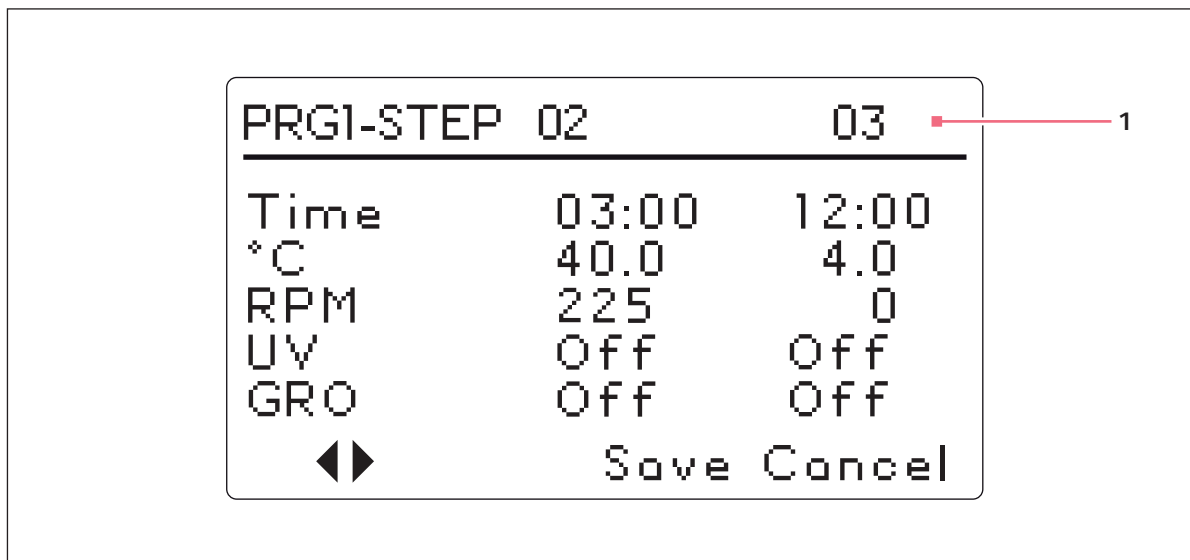 PRG1-STEP 02 03 1
Time 03:00 12:00
°C 40.0 4.0
RPM 225 0
UV Off Off
GRO Off Off
Save Cancel